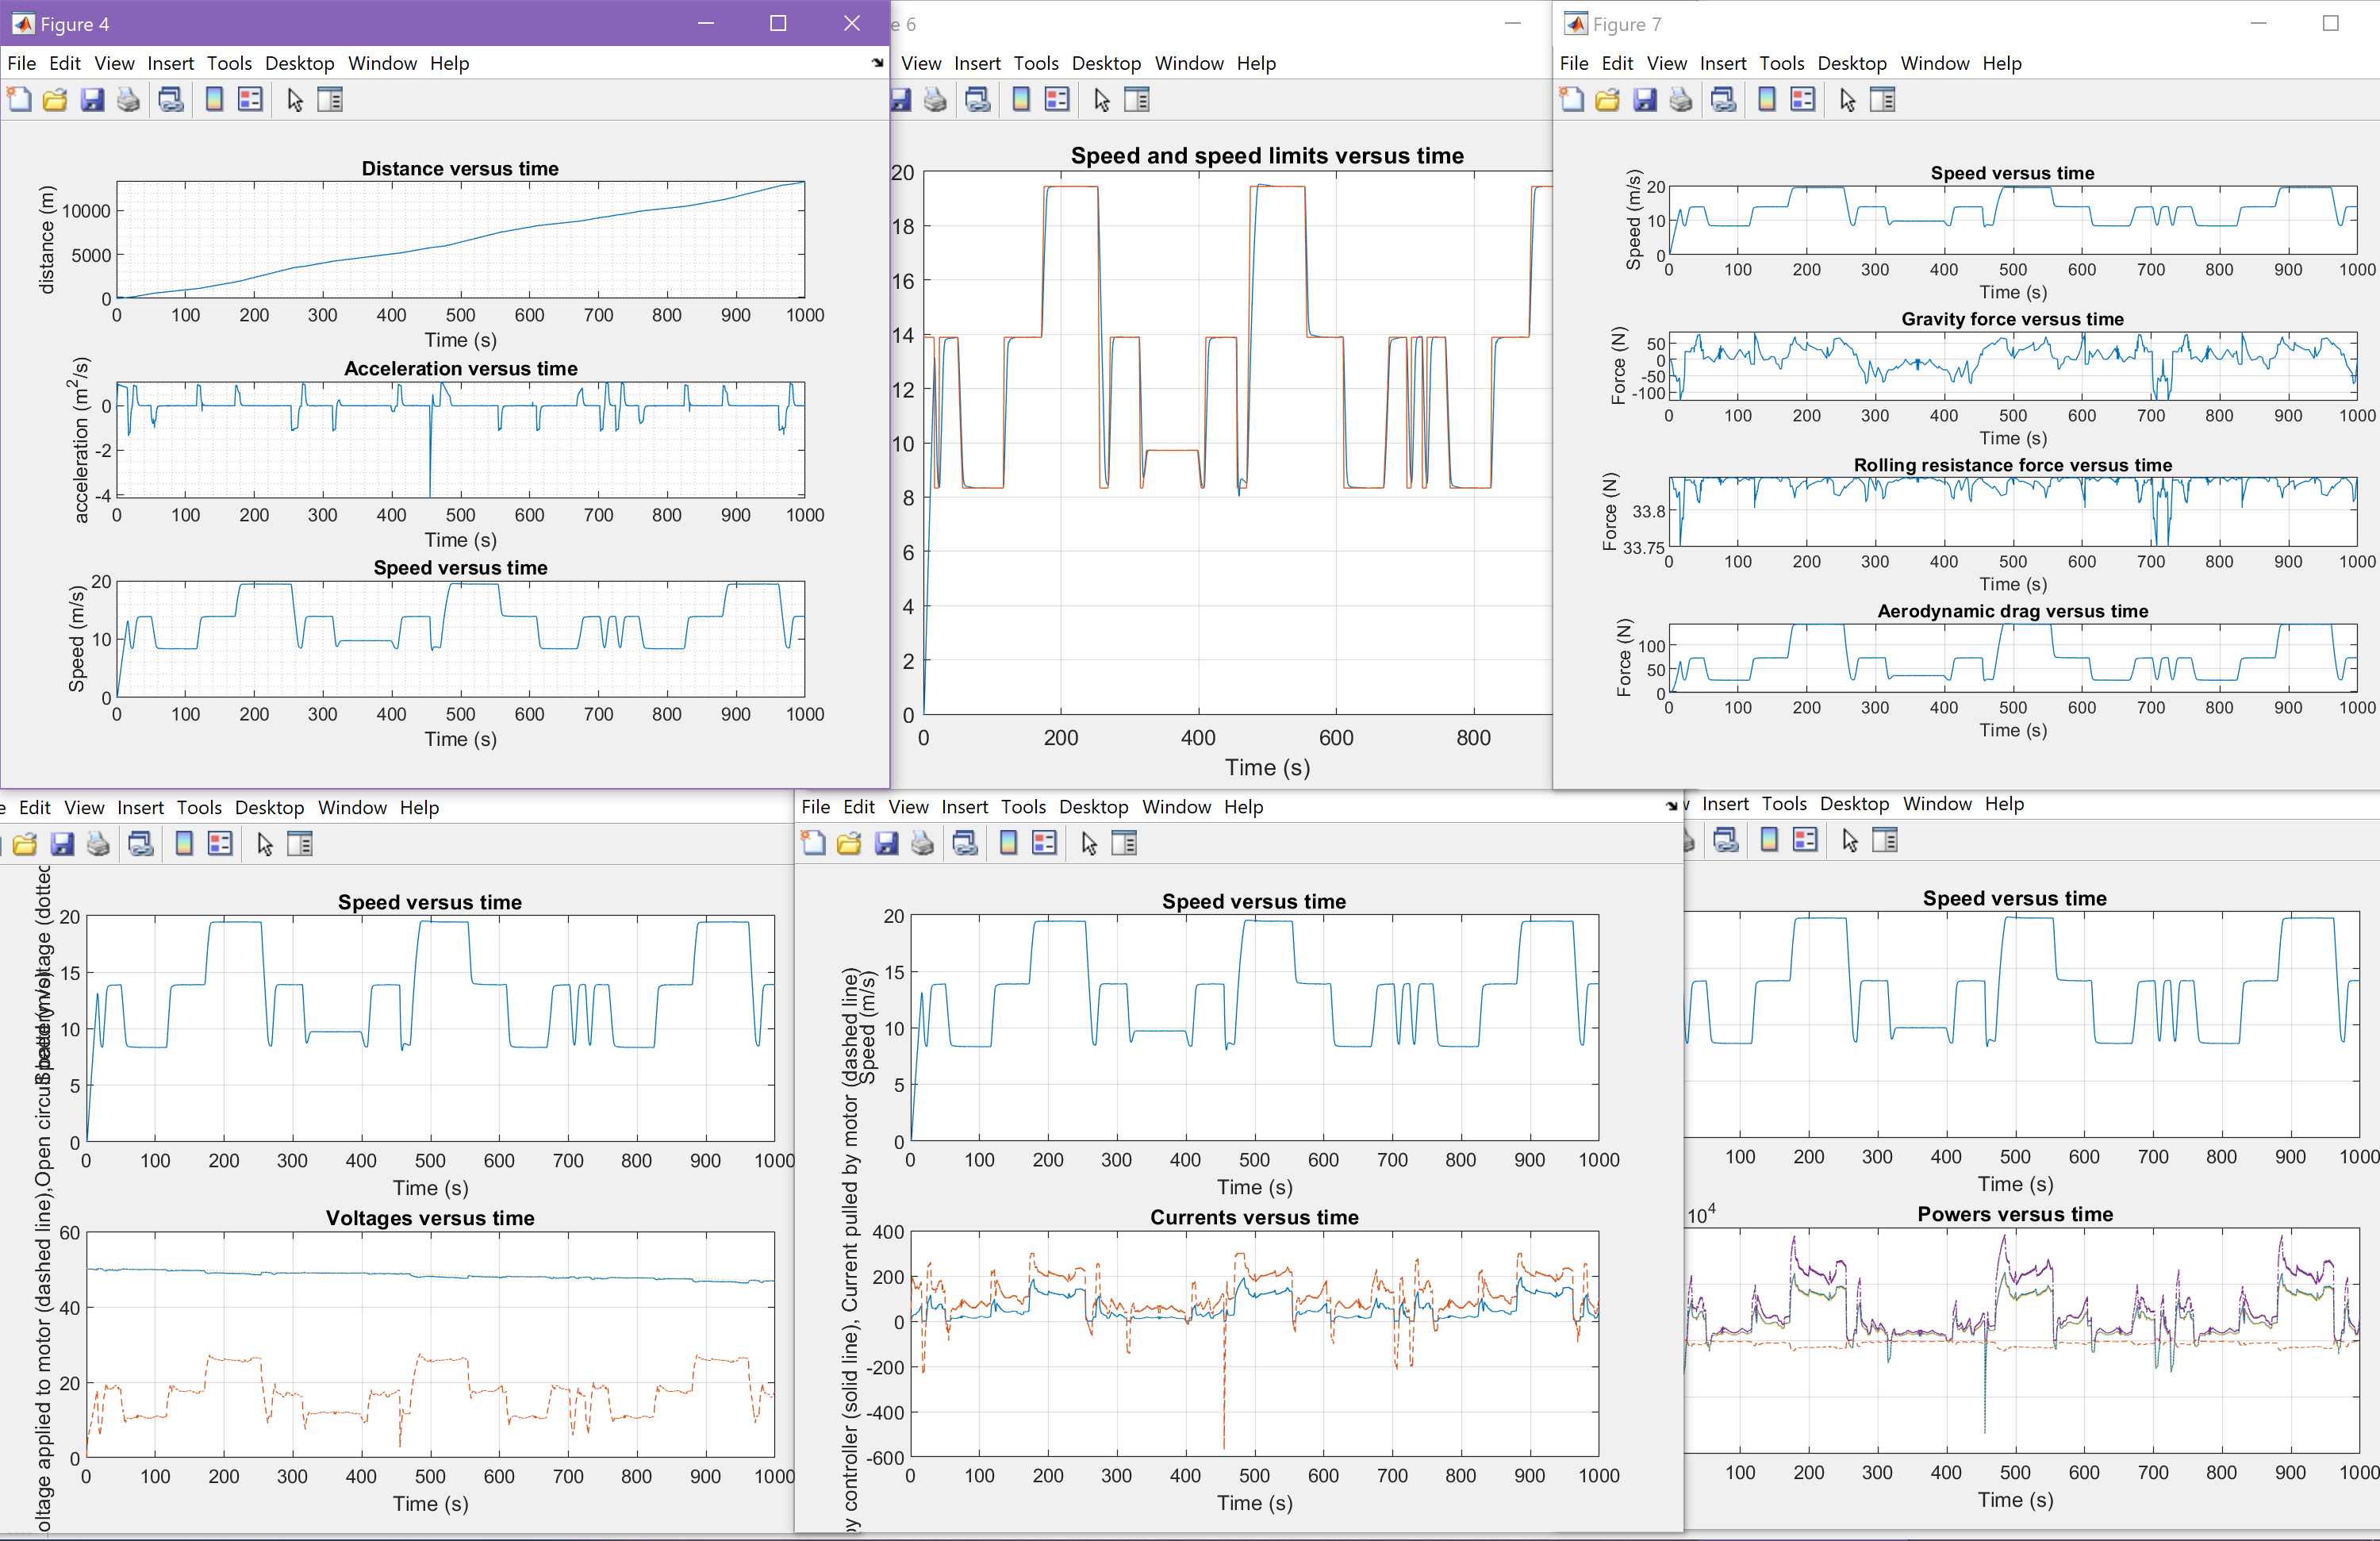 Figure 4
File Edit View Insert Tools Desktop Window Help
Distance versus time
distance (m)
10000
5000
0
0 100 200 300 400 500 600 700 800 900 1000
Time (s)
Acceleration versus time
acceleration (m²/s)
0
-2
-4
0 100 200 300 400 500 600 700 800 900 1000
Time (s)
Speed versus time
Speed (m/s)
20
10
0
0 100 200 300 400 500 600 700 800 900 1000
Time (s)
e 6
View Insert Tools Desktop Window Help
Speed and speed limits versus time
20
18
16
14
12
10
8
6
4
2
0
0 200 400 600 800
Time (s)
Figure 7
File Edit View Insert Tools Desktop Window Help
Speed versus time
Speed (m/s)
20
10
0
0 100 200 300 400 500 600 700 800 900 1000
Time (s)
Gravity force versus time
Force (N)
50
0
-50
-100
0 100 200 300 400 500 600 700 800 900 1000
Time (s)
Rolling resistance force versus time
Force (N)
33.8
33.75
0 100 200 300 400 500 600 700 800 900 1000
Time (s)
Aerodynamic drag versus time
Force (N)
100
50
0
0 100 200 300 400 500 600 700 800 900 1000
Time (s)
e Edit View Insert Tools Desktop Window Help
Speed versus time
20
15
10
5
0
0 100 200 300 400 500 600 700 800 900 1000
Time (s)
Voltages versus time
oltage applied to motor (dashed line),Open circu
ltage (dotted
60
40
20
0
0 100 200 300 400 500 600 700 800 900 1000
Time (s)
File Edit View Insert Tools Desktop Window Help
Speed versus time
Speed (m/s)
20
15
10
5
0
0 100 200 300 400 500 600 700 800 900 1000
Time (s)
Currents versus time
by controller (solid line), Current pulled by motor (dashed line)
400
200
0
-200
-400
-600
0 100 200 300 400 500 600 700 800 900 1000
Time (s)
w Insert Tools Desktop Window Help
Speed versus time
100 200 300 400 500 600 700 800 900 1000
Time (s)
10⁴
Powers versus time
100 200 300 400 500 600 700 800 900 1000
Time (s)